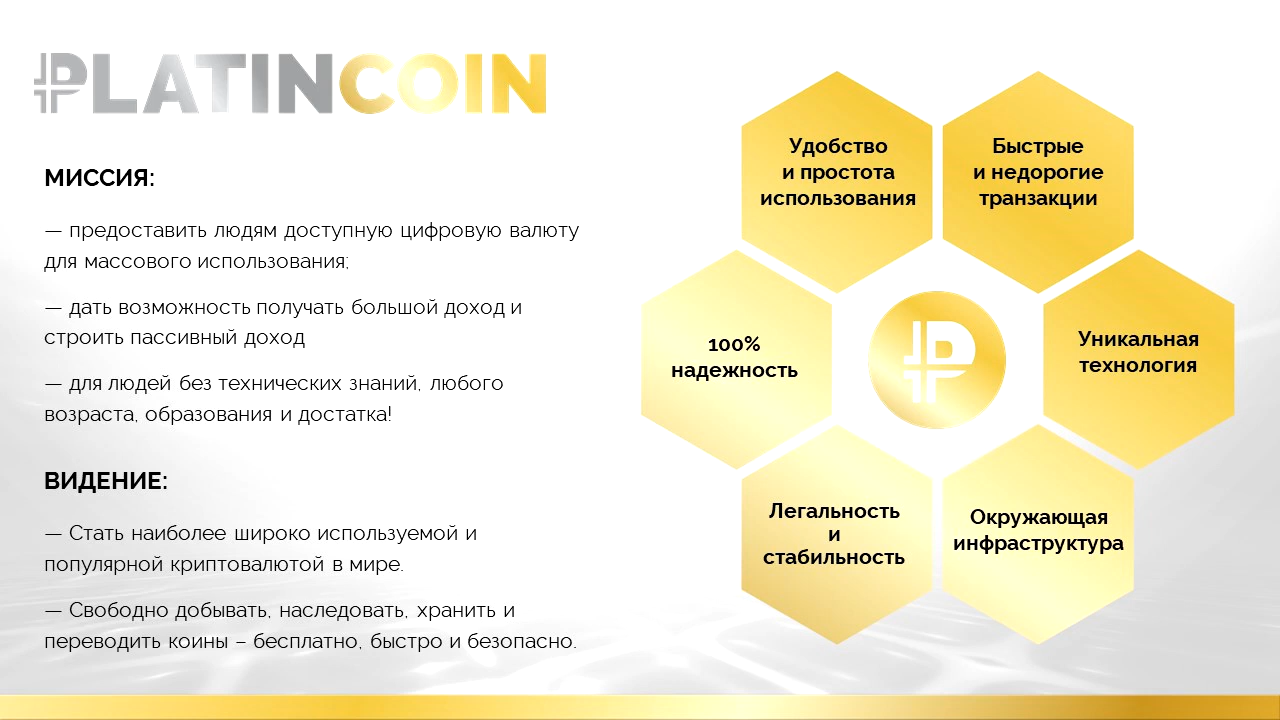 PLATINCOIN
МИССИЯ:
— предоставить людям доступную цифровую валюту
для массового использования;
— дать возможность получать большой доход и
строить пассивный доход
— для людей без технических знаний, любого
возраста, образования и достатка!
ВИДЕНИЕ:
— Стать наиболее широко используемой и
популярной криптовалютой в мире.
— Свободно добывать, наследовать, хранить и
переводить коины – бесплатно, быстро и безопасно.
Удобство
и простота
использования
Быстрые
и недорогие
транзакции
100%
надежность
Уникальная
технология
Легальность
и
стабильность
Окружающая
инфраструктура